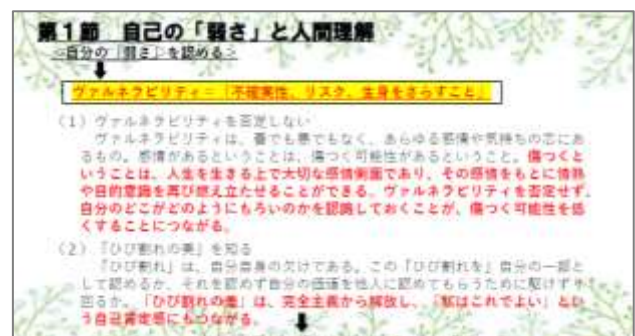 第1節 自己の「弱さ」と人間理解
<自分の「弱さ」を認める>
ヴァルネラビリティ=「不確実性、リスク、生身をさらすこと」
(1)ヴァルネラビリティを否定しない
ヴァルネラビリティは、善でも悪でもなく、あらゆる感情や気持ちの芯にあ
るもの。感情があるということは、傷つく可能性があるということ。傷つくと
いうことは、人生を生きる上で大切な感情側面であり、その感情をもとに情熱
や目的意識を再び燃え立たせることができる。ヴァルネラビリティを否定せず、
自分のどこがどのようにもろいのかを認識しておくことが、傷つく可能性を低
くすることにつながる。
(2)「ひび割れの美」を知る
「ひび割れ」は、自分自身の欠けである。この「ひび割れを」自分の一部と
して認めるか、それを認めず自分の価値を他人に認めてもらうために駆けずり
回るか。「ひび割れの美」は、完全主義から解放し、「私はこれでよい」とい
う自己肯定感にもつながる。